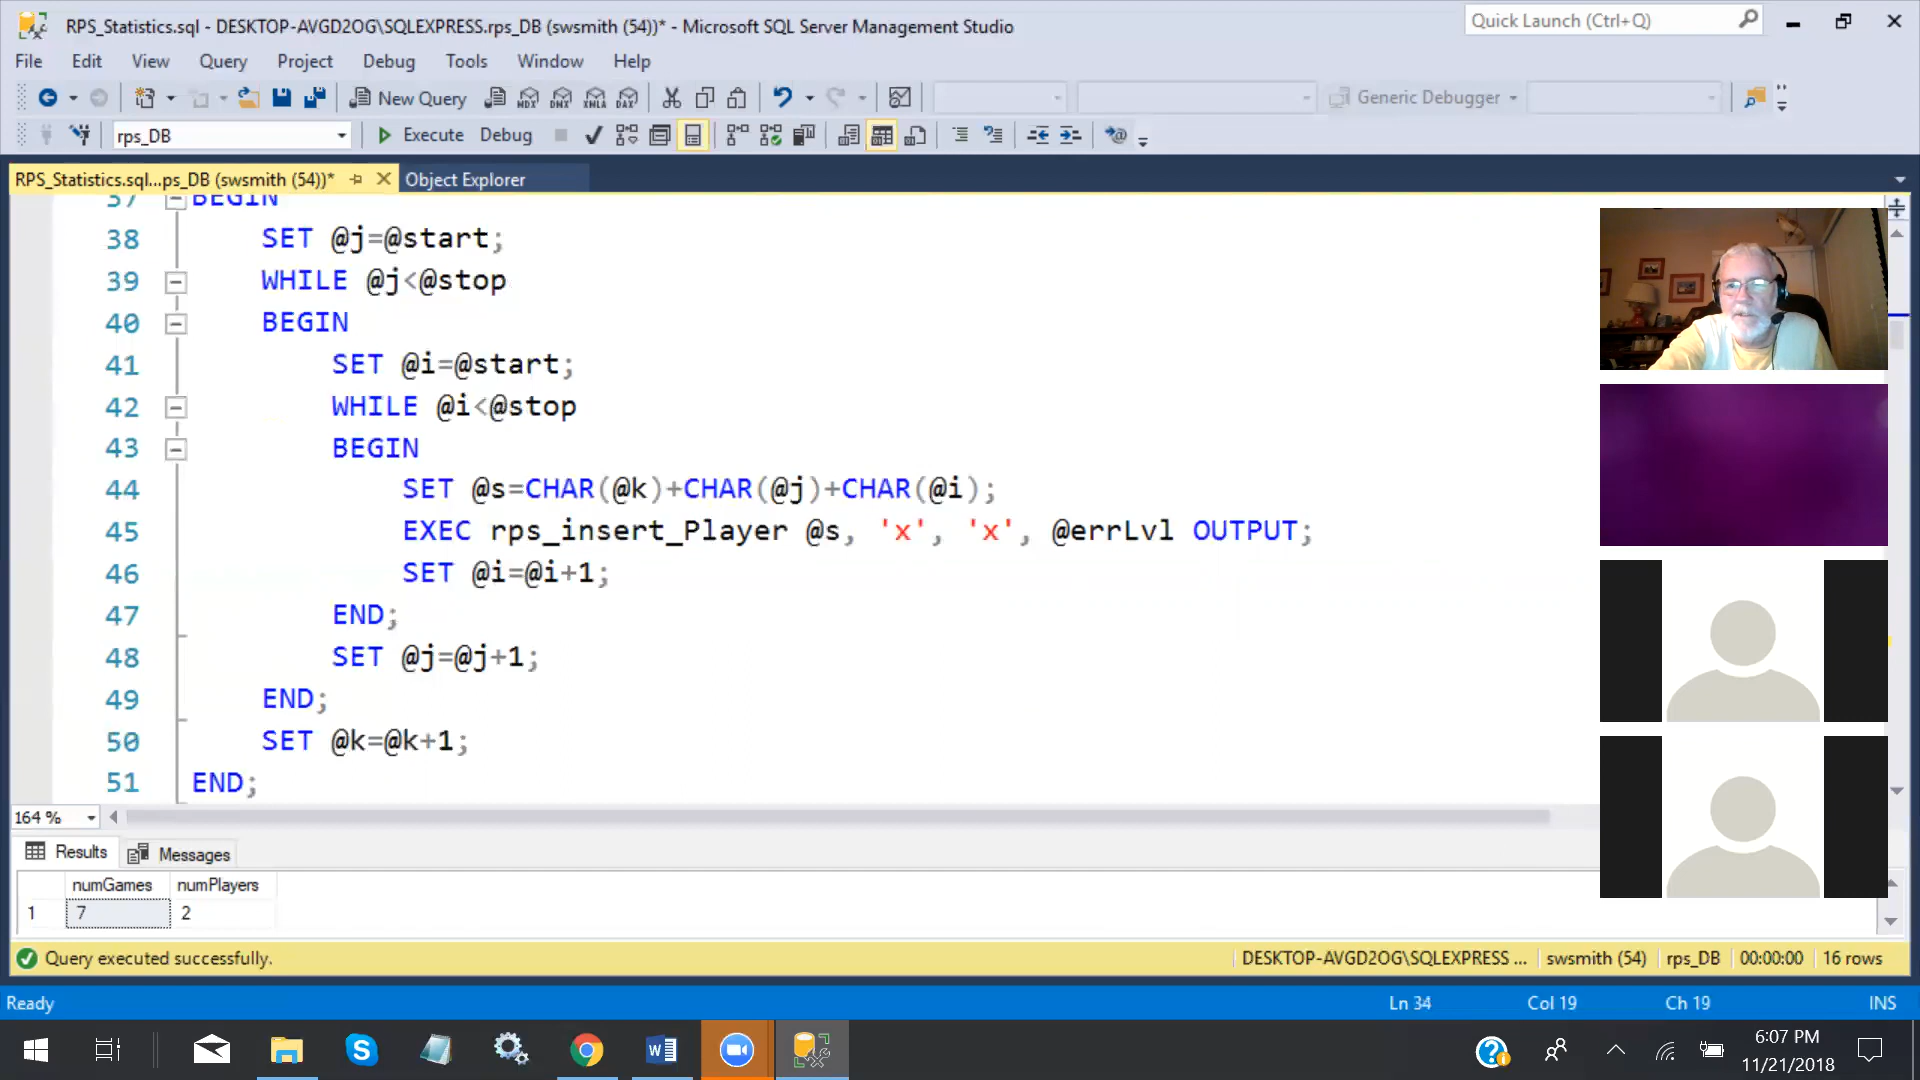 RPS_Statistics.sql - DESKTOP-AVGD2OG\SQLEXPRESS.rps_DB (swsmith (54))* - Microsoft SQL Server Management Studio
Quick Launch (Ctrl+Q)
File Edit View Query Project Debug Tools Window Help
New Query
MDX DMX XMLA DAX
Generic Debugger
rps_DB
Execute Debug
RPS_Statistics.sql...ps_DB (swsmith (54))*
Object Explorer
37 BEGIN
38 SET @j=@start;
39 WHILE @j<@stop
40 BEGIN
41 SET @i=@start;
42 WHILE @i<@stop
43 BEGIN
44 SET @s=CHAR(@k)+CHAR(@j)+CHAR(@i);
45 EXEC rps_insert_Player @s, 'x', 'x', @errLvl OUTPUT;
46 SET @i=@i+1;
47 END;
48 SET @j=@j+1;
49 END;
50 SET @k=@k+1;
51 END;
164 %
Results Messages
numGames numPlayers
1 7 2
Query executed successfully.
DESKTOP-AVGD2OG\SQLEXPRESS ... swsmith (54) rps_DB 00:00:00 16 rows
Ready Ln 34 Col 19 Ch 19 INS
6:07 PM
11/21/2018